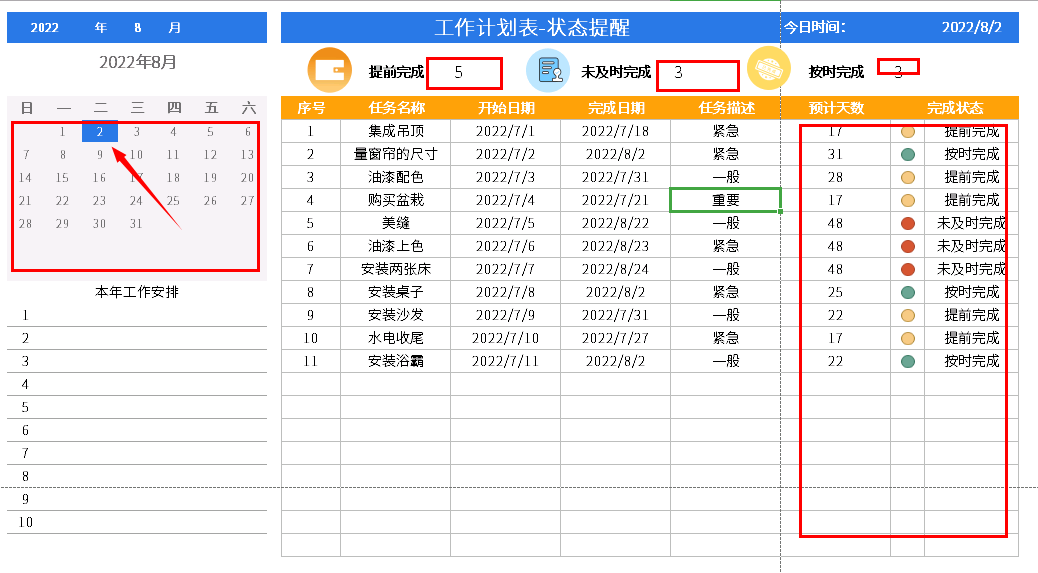 2022 年 8 月
2022年8月
日 一 二 三 四 五 六
1 2 3 4 5 6
7 8 9 10 11 12 13
14 15 16 17 18 19 20
21 22 23 24 25 26 27
28 29 30 31
本年工作安排
1
2
3
4
5
6
7
8
9
10
工作计划表-状态提醒 今日时间: 2022/8/2
提前完成 5 未及时完成 3 按时完成 3
序号 任务名称 开始日期 完成日期 任务描述 预计天数 完成状态
1 集成吊顶 2022/7/1 2022/7/18 紧急 17 提前完成
2 量窗帘的尺寸 2022/7/2 2022/8/2 紧急 31 按时完成
3 油漆配色 2022/7/3 2022/7/31 一般 28 提前完成
4 购买盆栽 2022/7/4 2022/7/21 重要 17 提前完成
5 美缝 2022/7/5 2022/8/22 一般 48 未及时完成
6 油漆上色 2022/7/6 2022/8/23 紧急 48 未及时完成
7 安装两张床 2022/7/7 2022/8/24 一般 48 未及时完成
8 安装桌子 2022/7/8 2022/8/2 紧急 25 按时完成
9 安装沙发 2022/7/9 2022/7/31 一般 22 提前完成
10 水电收尾 2022/7/10 2022/7/27 紧急 17 提前完成
11 安装浴霸 2022/7/11 2022/8/2 一般 22 按时完成